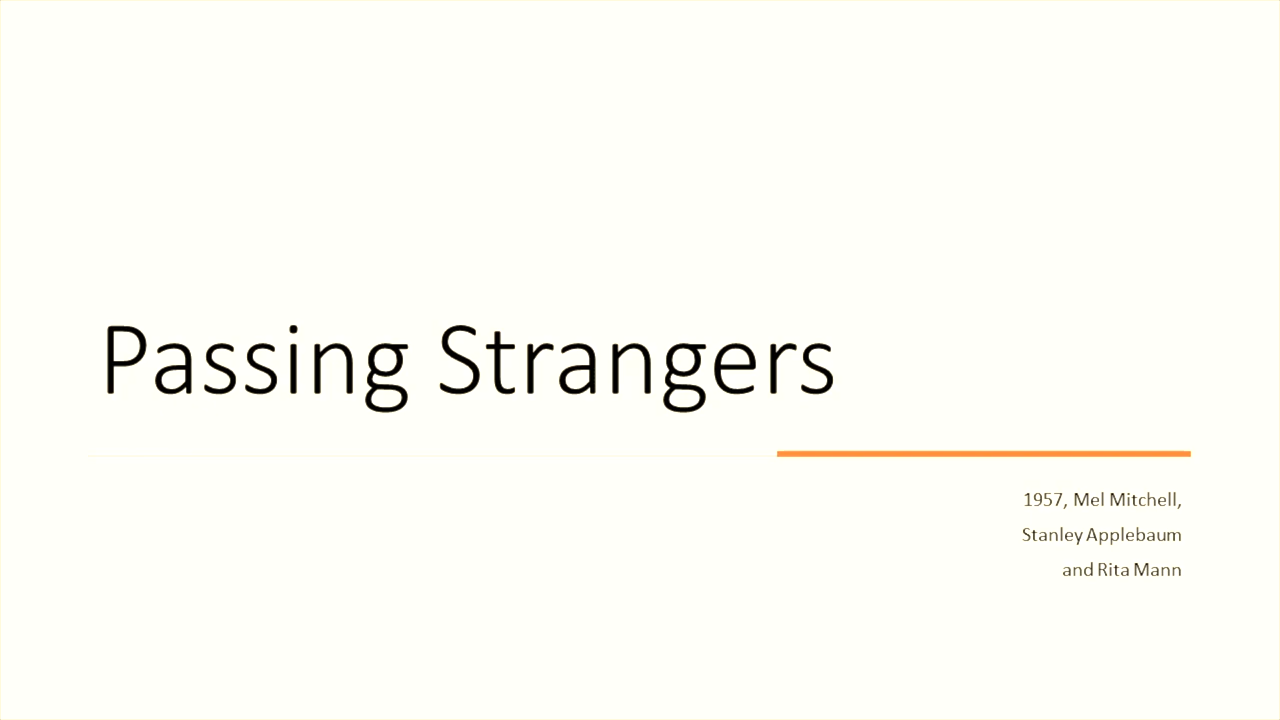 Passing Strangers
1957, Mel Mitchell,
Stanley Applebaum
and Rita Mann